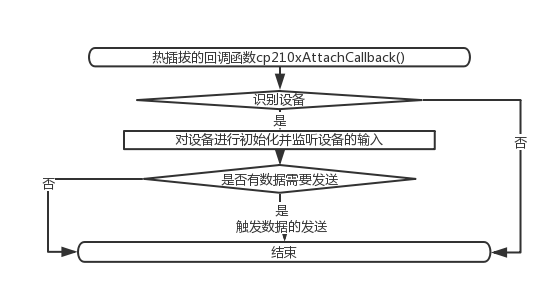 热插拔的回调函数cp210xAttachCallback()
识别设备
是
否
对设备进行初始化并监听设备的输入
是否有数据需要发送
否
是
触发数据的发送
结束